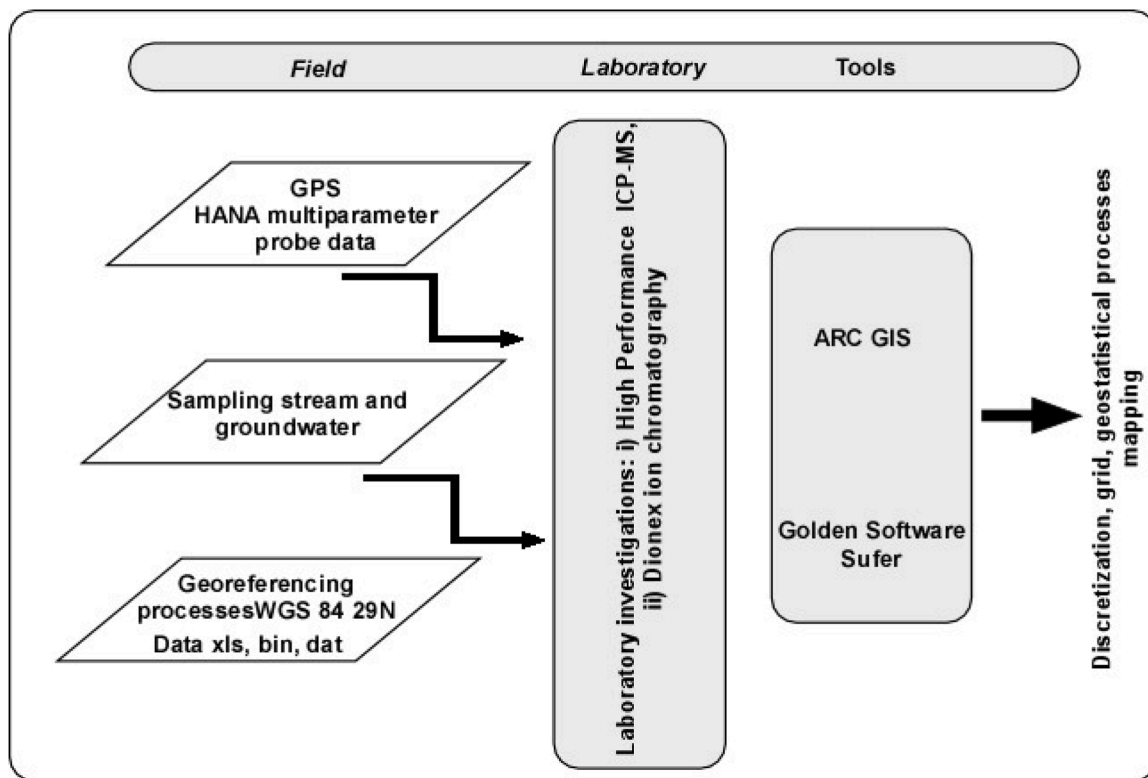 Field Laboratory Tools
GPS
HANA multiparameter
probe data
Sampling stream and
groundwater
Georeferencing
processesWGS 84 29N
Data xls, bin, dat
Laboratory investigations: i) High Performance ICP-MS,
ii) Dionex ion chromatography
ARC GIS
Golden Software
Sufer
Discretization, grid, geostatistical processes
mapping